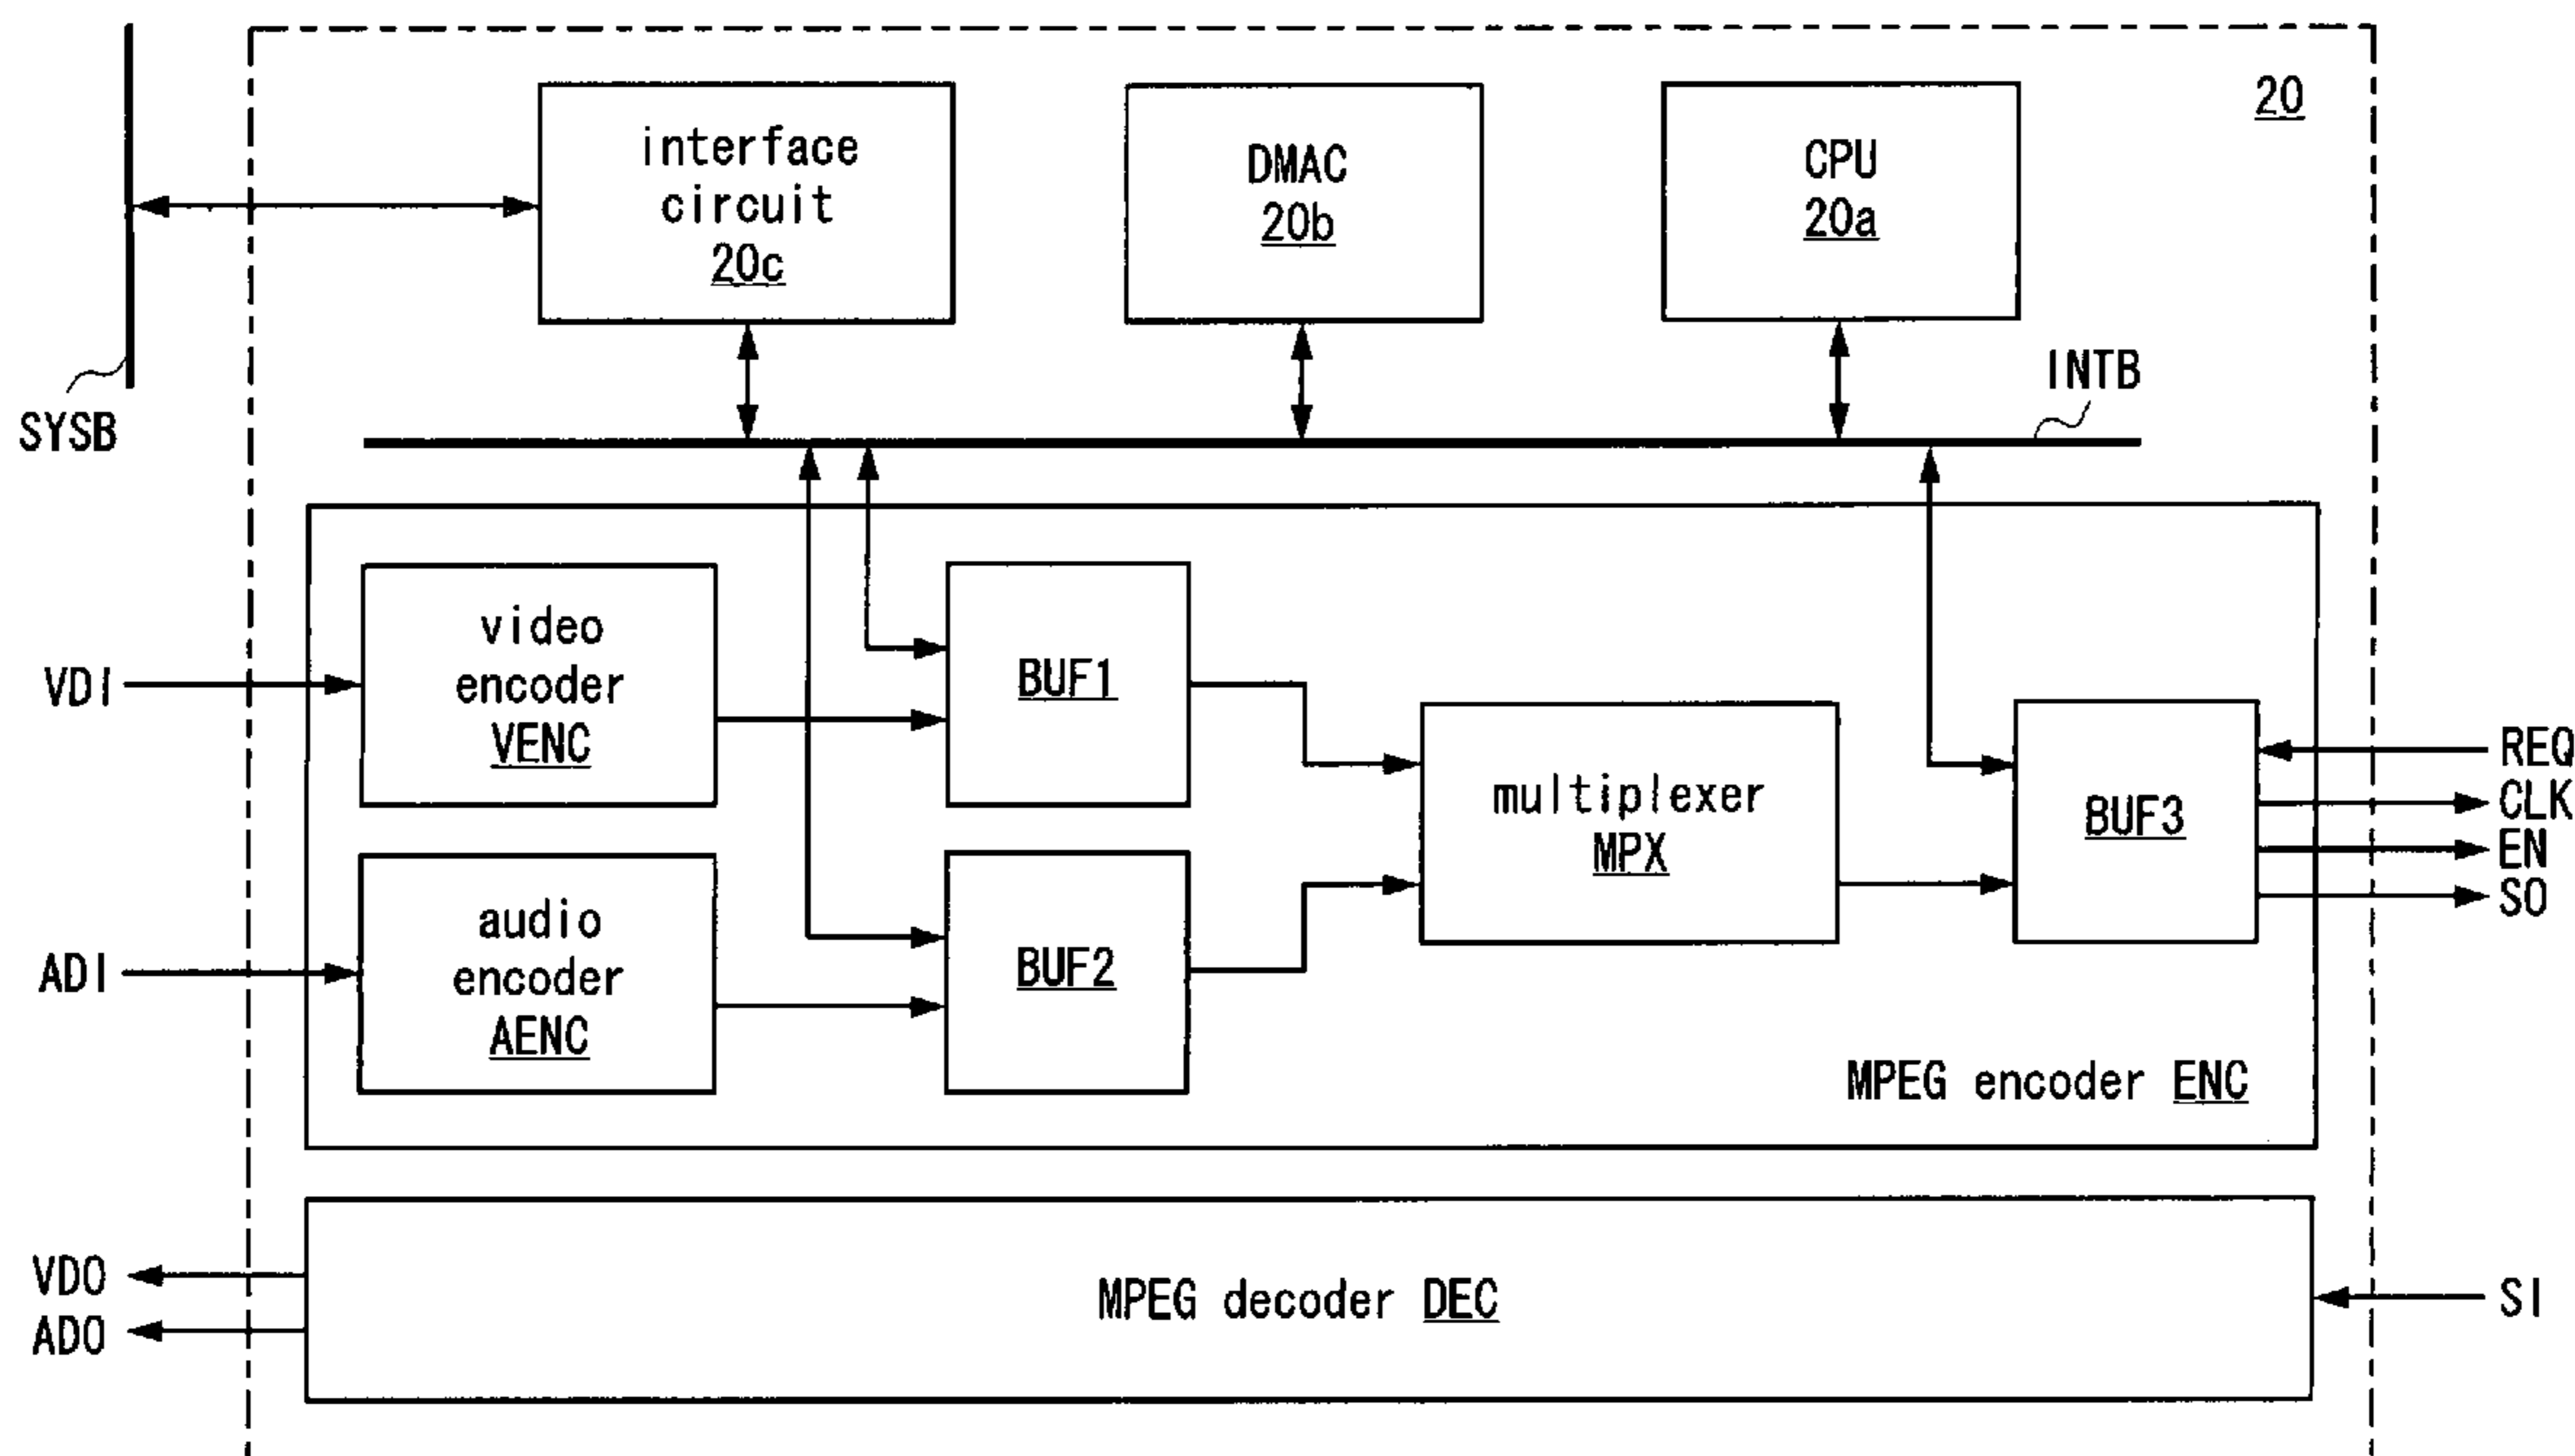 20
interface
circuit
20c
DMAC
20b
CPU
20a
SYSB
INTB
video
encoder
VENC
VDI
BUF1
REQ
CLK
EN
SO
multiplexer
MPX
BUF3
audio
encoder
AENC
ADI
BUF2
MPEG encoder ENC
VDO
ADO
MPEG decoder DEC
SI